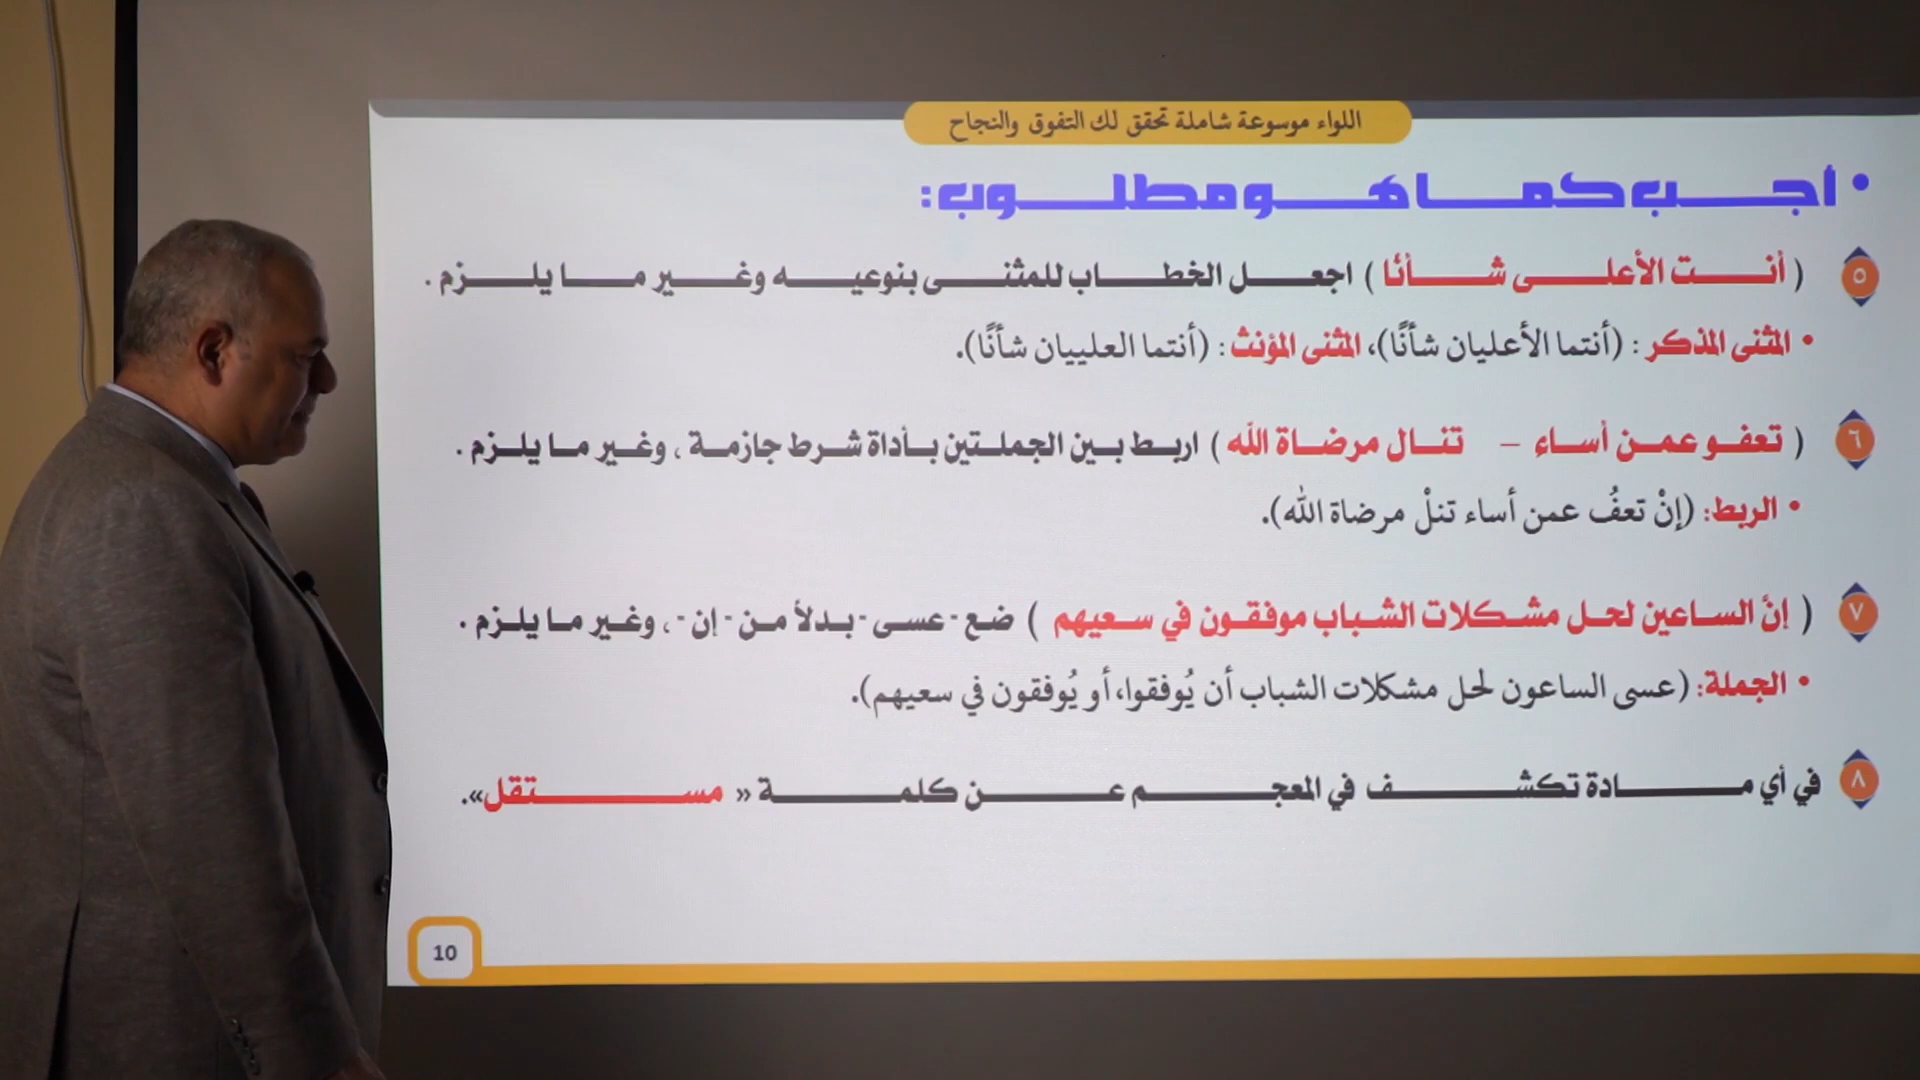 اللواء موسوعة شاملة تحقق لك التفوق والنجاح
• أجب كما هو مطلوب:
٥ ( أنت الأعلى شأنًا ) اجعل الخطاب للمثنى بنوعيه وغير ما يلزم .
• المثنى المذكر : (أنتما الأعليان شأنًا)، المثنى المؤنث : (أنتما العلييان شأنًا).
٦ ( تعفو عمن أساء – تنال مرضاة الله ) اربط بين الجملتين بأداة شرط جازمة ، وغير ما يلزم .
• الربط: (إنْ تعفُ عمن أساء تنلْ مرضاة الله).
٧ ( إنّ الساعين لحل مشكلات الشباب موفقون في سعيهم ) ضع - عسى - بدلاً من - إن - ، وغير ما يلزم .
• الجملة: (عسى الساعون لحل مشكلات الشباب أن يُوفقوا، أو يُوفقون في سعيهم).
٨ في أي مادة تكشف في المعجم عن كلمة « مستقل».
10